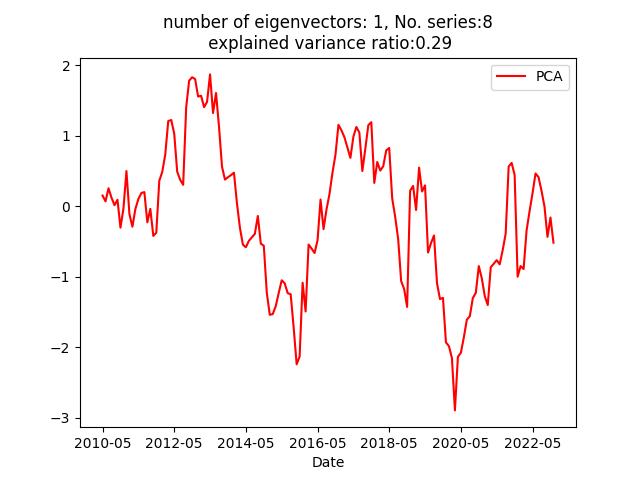 number of eigenvectors: 1, No. series:8
explained variance ratio:0.29
PCA
2
1
0
−1
−2
−3
2010-05 2012-05 2014-05 2016-05 2018-05 2020-05 2022-05
Date